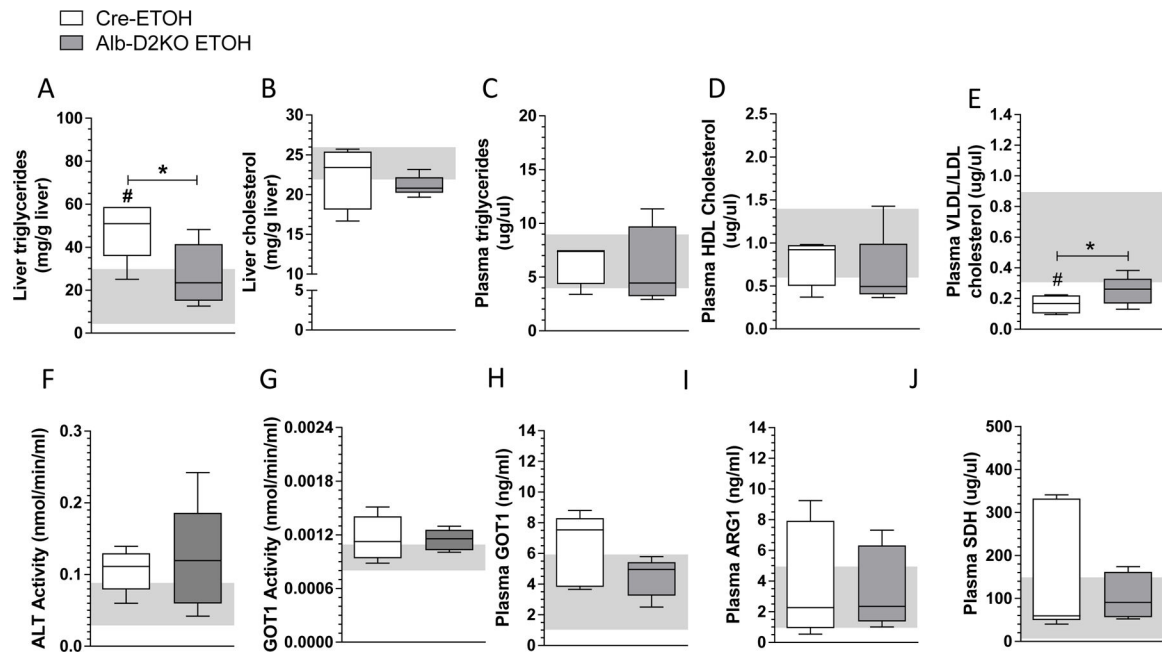 Cre-ETOH
Alb-D2KO ETOH
A
Liver triglycerides
(mg/g liver)
100
80
60
40
20
0
#
*
B
Liver cholesterol
(mg/g liver)
30
25
20
15
10
5
0
C
Plasma triglycerides
(ug/ul)
20
15
10
5
0
D
Plasma HDL Cholesterol
(ug/ul)
2.5
2.0
1.5
1.0
0.5
0.0
E
Plasma VLDL/LDL
cholesterol (ug/ul)
1.4
1.2
1.0
0.8
0.6
0.4
0.2
0.0
#
*
F
ALT Activity (nmol/min/ml)
0.3
0.2
0.1
0.0
G
GOT1 Activity (nmol/min/ml)
0.0024
0.0018
0.0012
0.0006
0.0000
H
Plasma GOT1 (ng/ml)
14
12
10
8
6
4
2
0
I
Plasma ARG1 (ng/ml)
14
12
10
8
6
4
2
0
J
Plasma SDH (ug/ul)
500
400
300
200
100
0